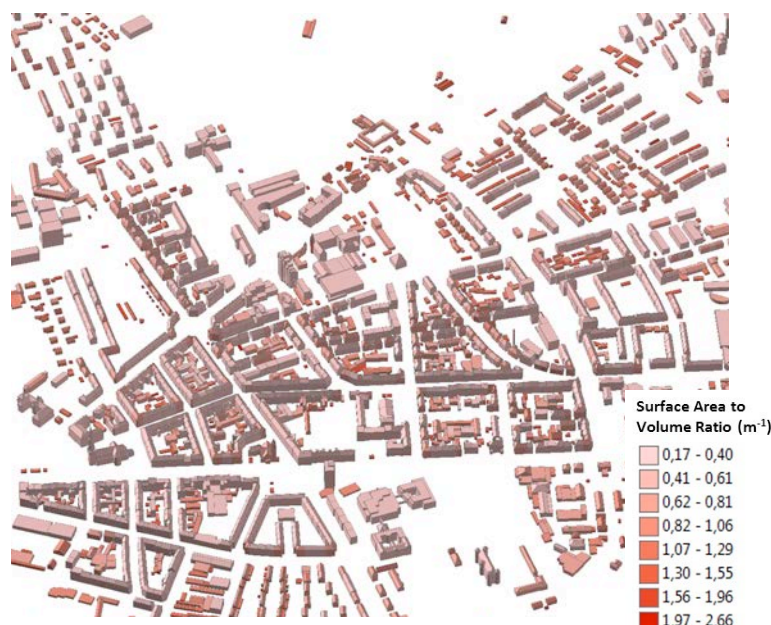 Surface Area to
Volume Ratio (m⁻¹)
0,17 - 0,40
0,41 - 0,61
0,62 - 0,81
0,82 - 1,06
1,07 - 1,29
1,30 - 1,55
1,56 - 1,96
1,97 - 2,66